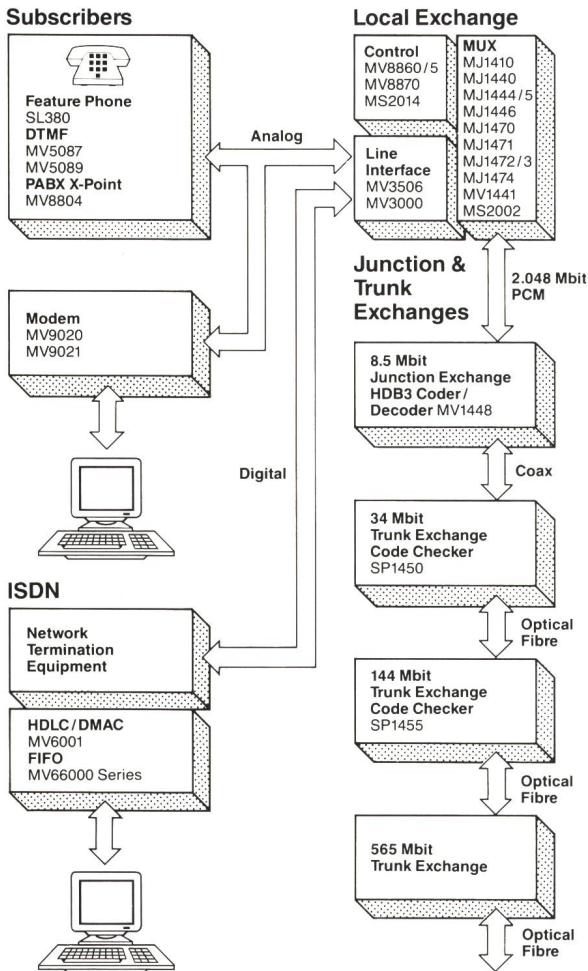 Subscribers
Feature Phone
SL380
DTMF
MV5087
MV5089
PABX X-Point
MV8804
Modem
MV9020
MV9021
ISDN
Network
Termination
Equipment
HDLC/DMAC
MV6001
FIFO
MV66000 Series
Analog
Digital
Local Exchange
Control
MV8860/5
MV8870
MS2014
Line
Interface
MV3506
MV3000
MUX
MJ1410
MJ1440
MJ1444/5
MJ1446
MJ1470
MJ1471
MJ1472/3
MJ1474
MV1441
MS2002
Junction &
Trunk
Exchanges
2.048 Mbit
PCM
8.5 Mbit
Junction Exchange
HDB3 Coder/
Decoder MV1448
Coax
34 Mbit
Trunk Exchange
Code Checker
SP1450
Optical
Fibre
144 Mbit
Trunk Exchange
Code Checker
SP1455
Optical
Fibre
565 Mbit
Trunk Exchange
Optical
Fibre